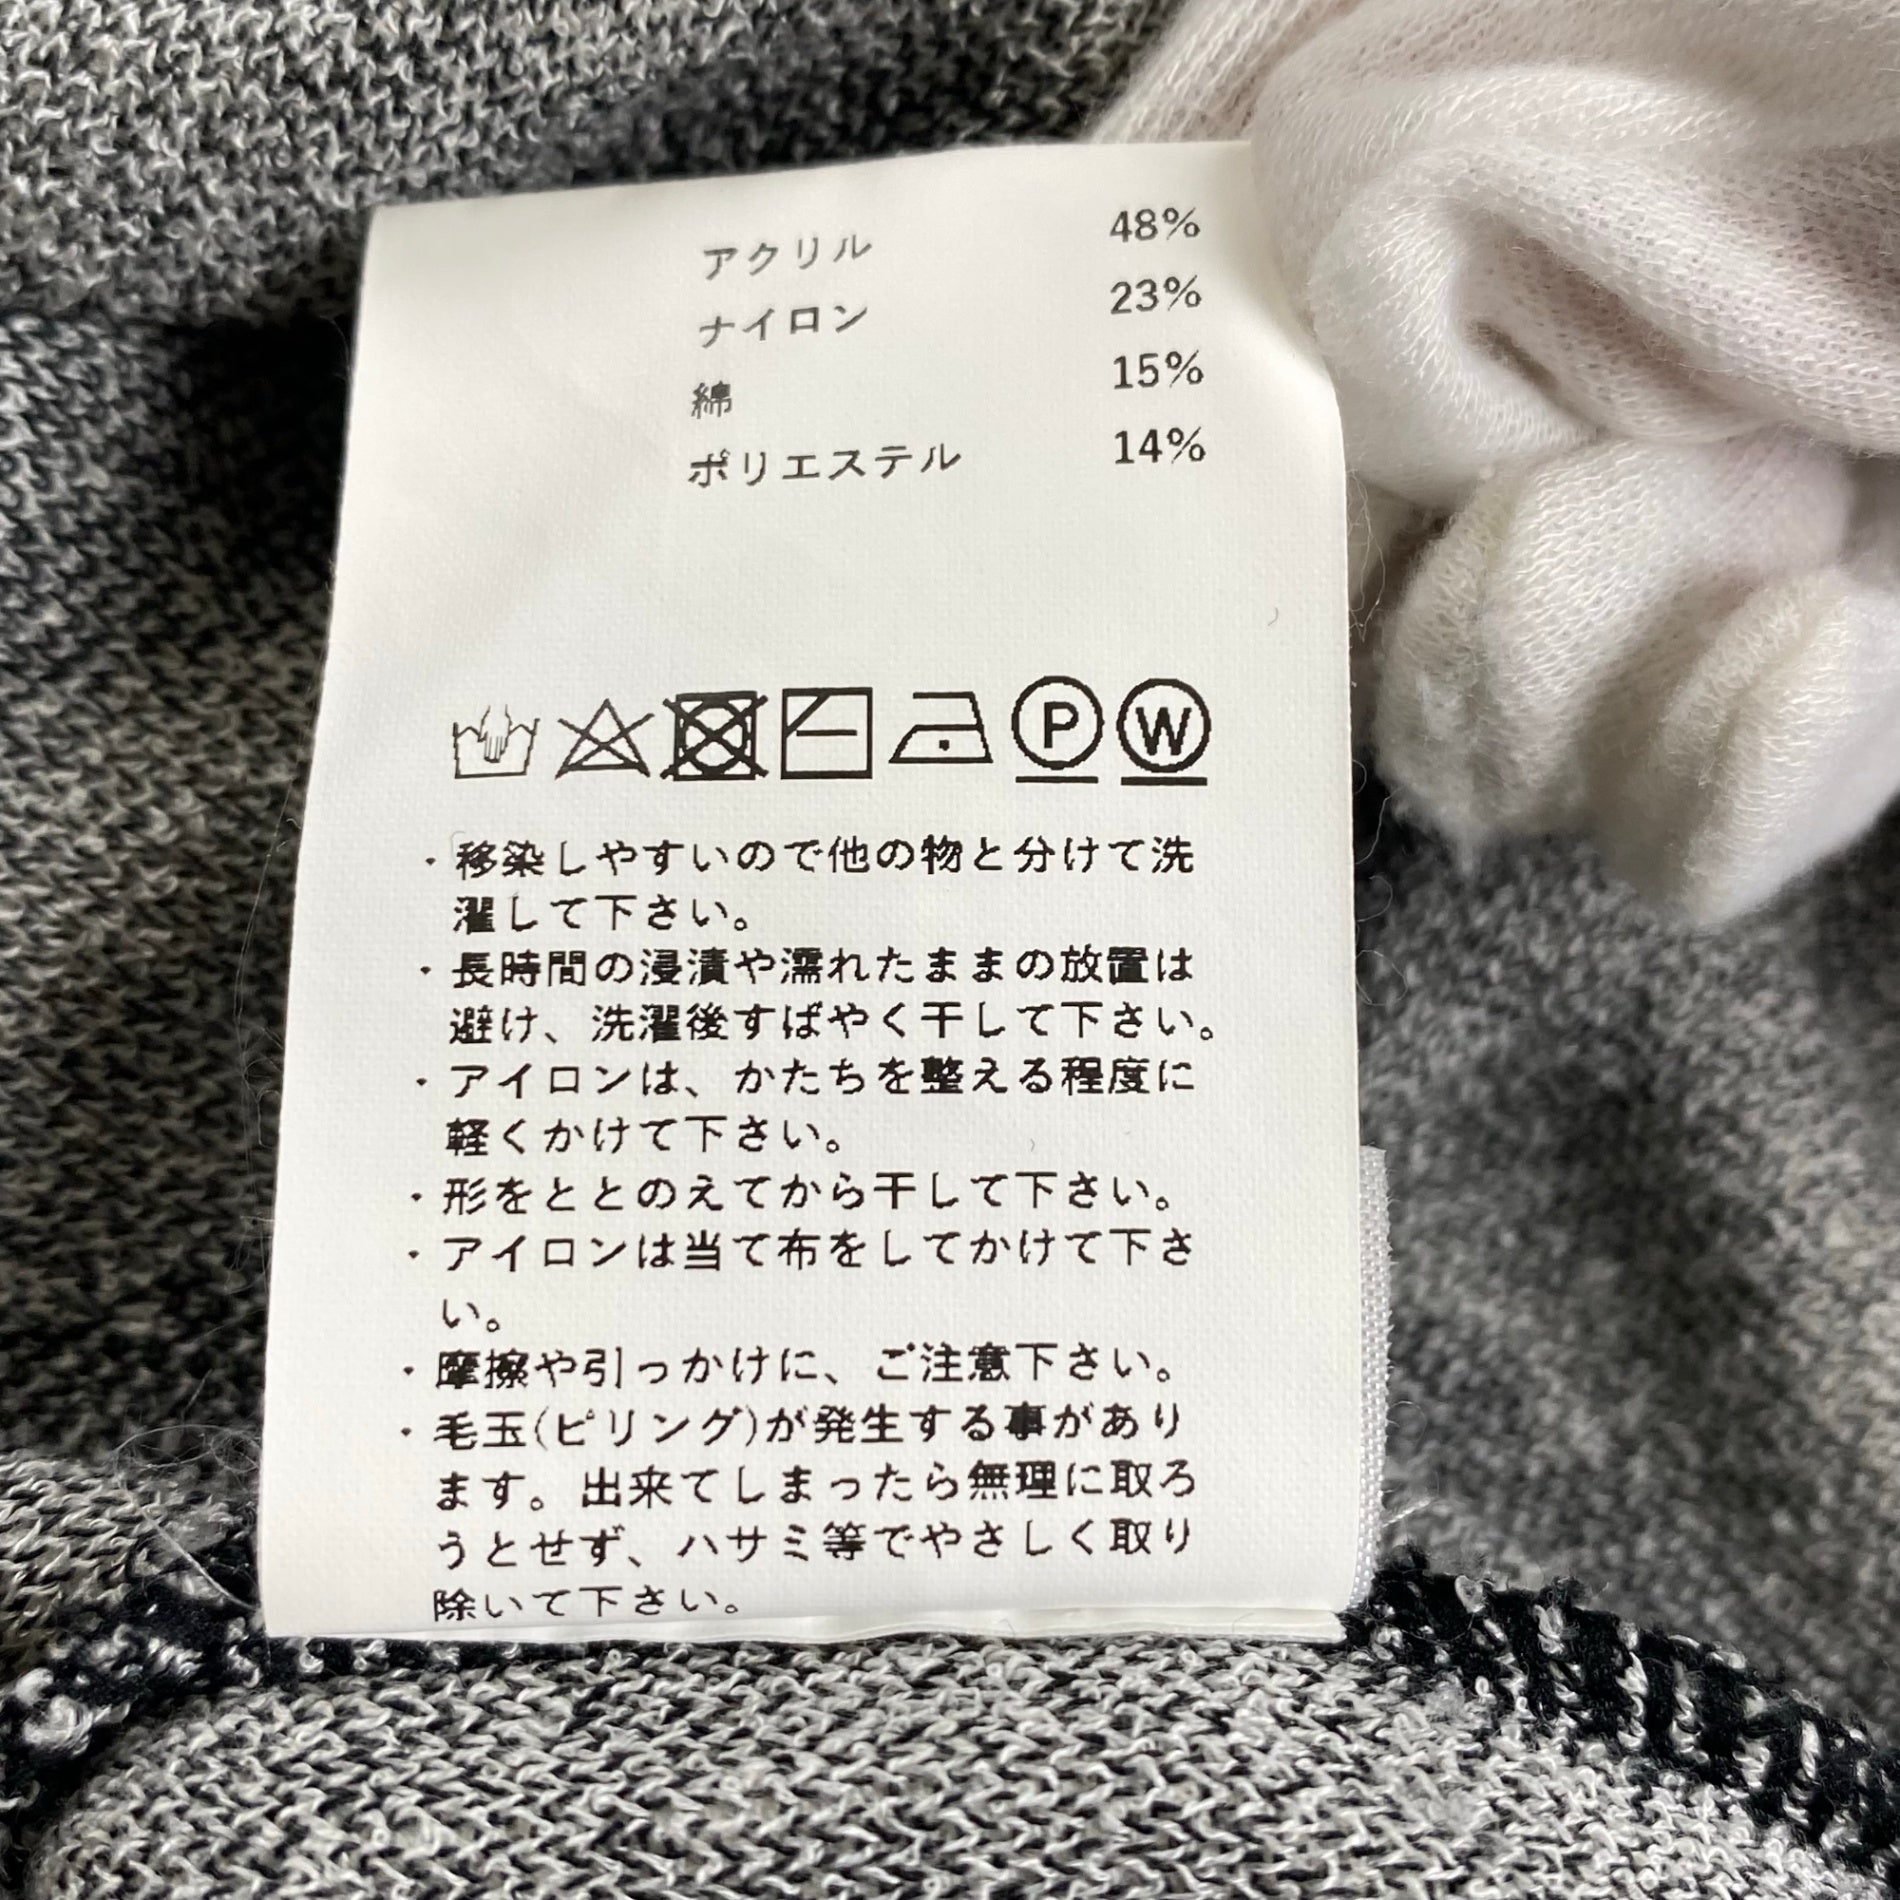 アクリル 48%
ナイロン 23%
綿 15%
ポリエステル 14%
P W
・移染しやすいので他の物と分けて洗
濯して下さい。
・長時間の浸漬や濡れたままの放置は
避け、洗濯後すばやく干して下さい。
・アイロンは、かたちを整える程度に
軽くかけて下さい。
・形をととのえてから干して下さい。
・アイロンは当て布をしてかけて下さ
い。
・摩擦や引っかけに、ご注意下さい。
・毛玉(ピリング)が発生する事があり
ます。出来てしまったら無理に取ろ
うとせず、ハサミ等でやさしく取り
除いて下さい。